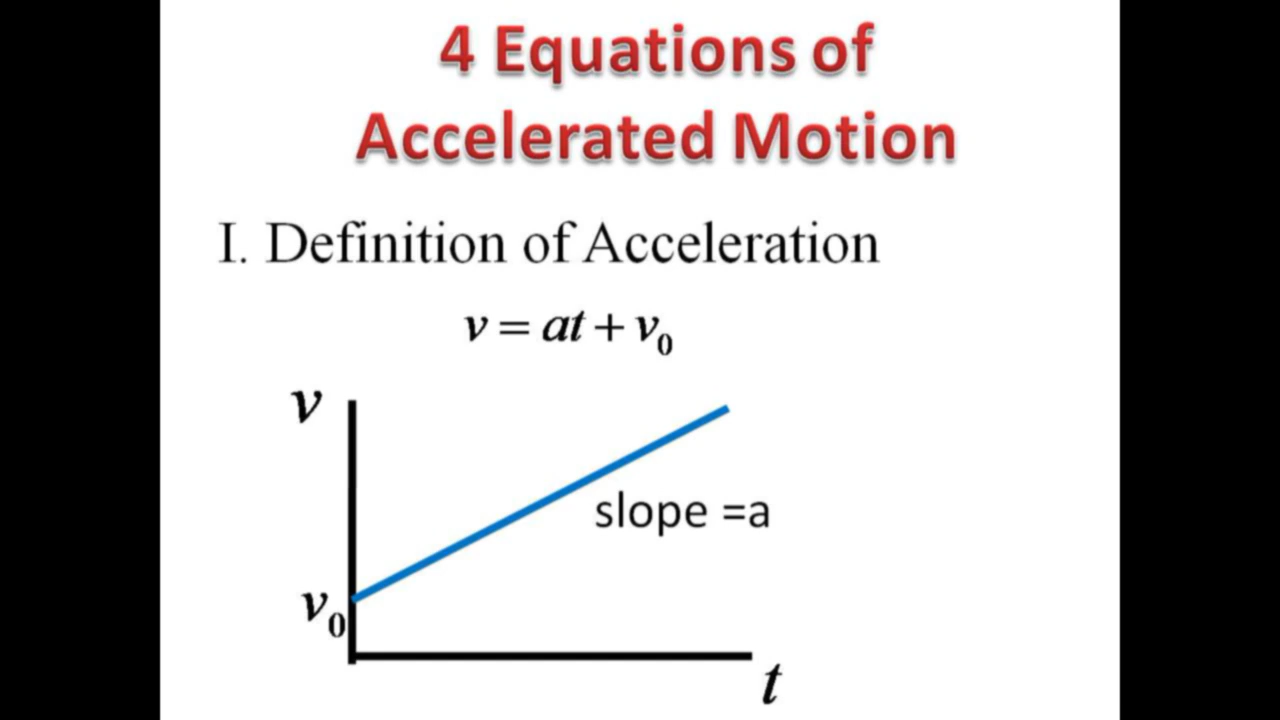 4 Equations of
Accelerated Motion
I. Definition of Acceleration
v = at + v₀
v
slope =a
v₀
t